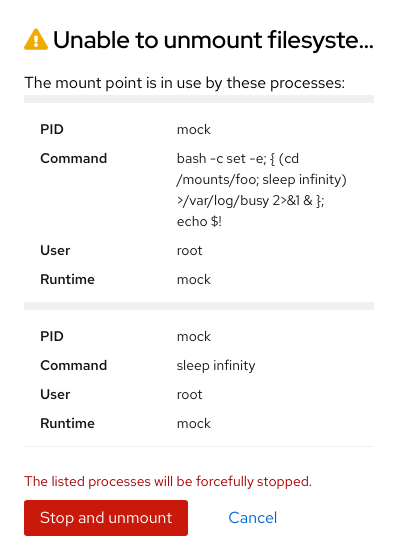 Unable to unmount filesyste...
The mount point is in use by these processes:
PID mock
Command bash -c set -e; { (cd
/mounts/foo; sleep infinity)
>/var/log/busy 2>&1 & };
echo $!
User root
Runtime mock
PID mock
Command sleep infinity
User root
Runtime mock
The listed processes will be forcefully stopped.
Stop and unmount Cancel